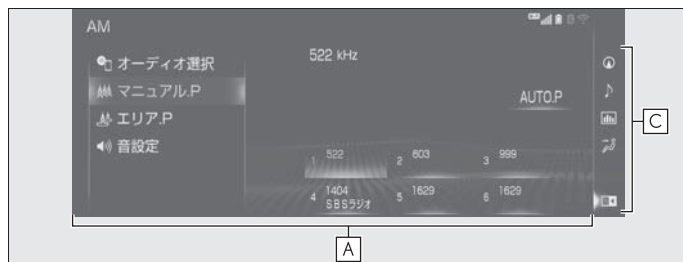 AM
522 kHz
オーディオ選択
マニュアル.P
AUTO.P
エリア.P
音設定
1 522
2 603
3 999
4 1404 SBSラジオ
5 1629
6 1629
A
C